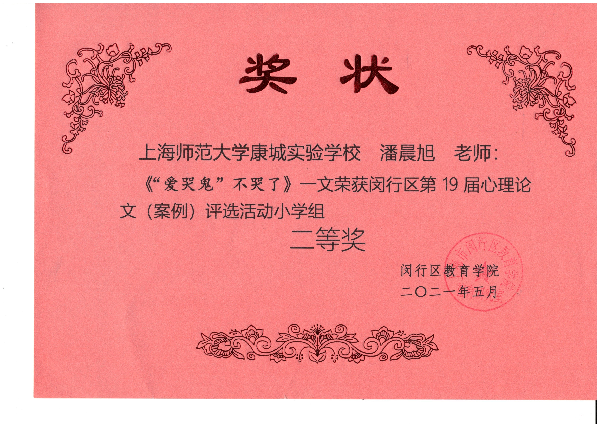 奖状
上海师范大学康城实验学校 潘晨旭 老师：
《“爱哭鬼”不哭了》一文荣获闵行区第 19 届心理论
文（案例）评选活动小学组
二等奖
闵行区教育学院
二〇二一年五月